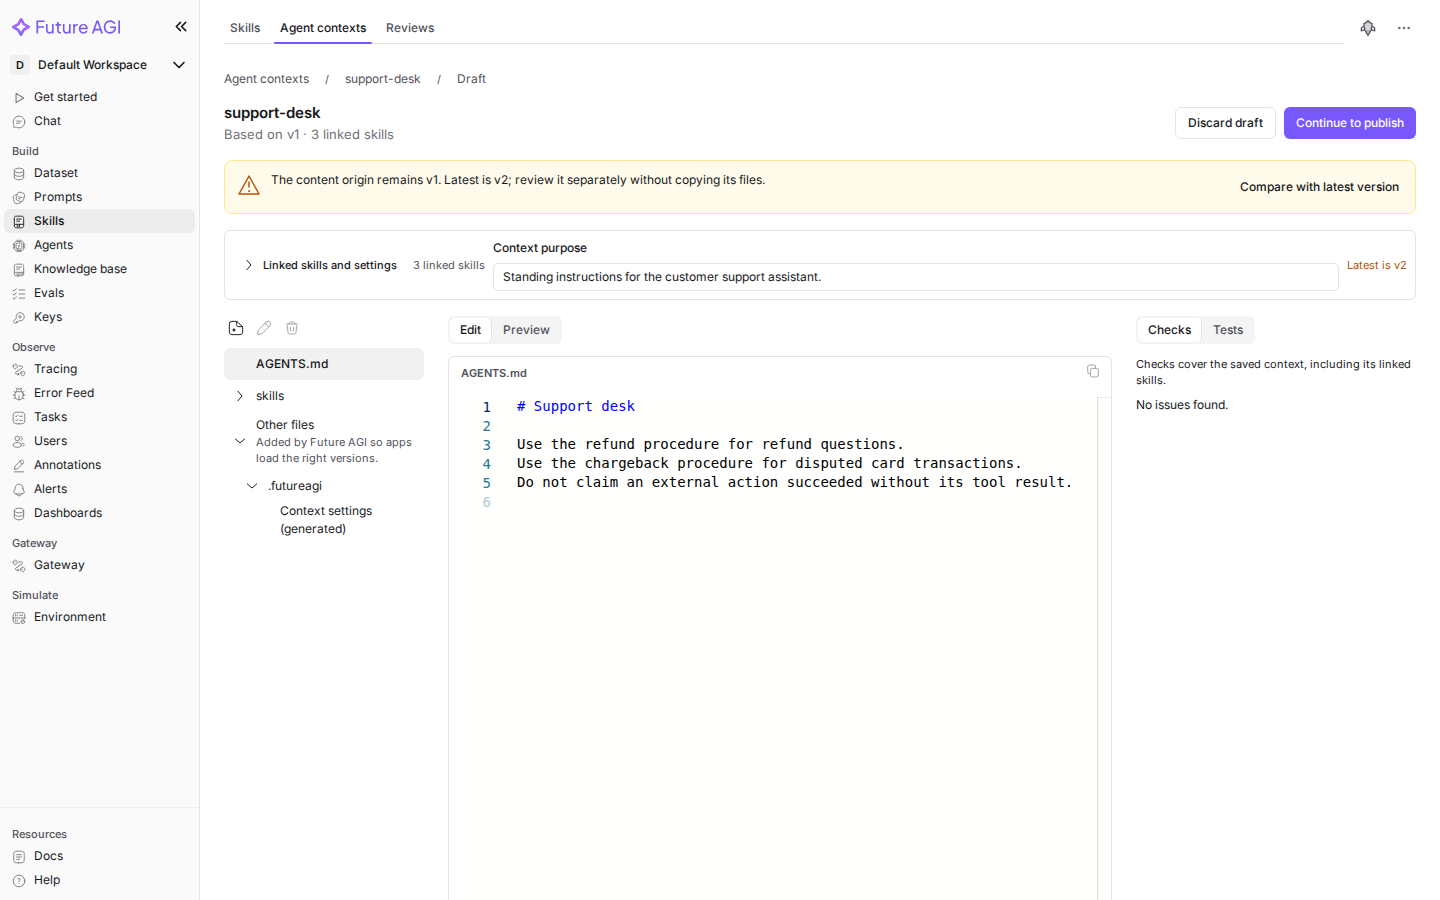 Future AGI
D Default Workspace
Get started
Chat
Build
Dataset
Prompts
Skills
Agents
Knowledge base
Evals
Keys
Observe
Tracing
Error Feed
Tasks
Users
Annotations
Alerts
Dashboards
Gateway
Gateway
Simulate
Environment
Resources
Docs
Help
Skills Agent contexts Reviews
Agent contexts / support-desk / Draft
support-desk
Based on v1 · 3 linked skills
Discard draft Continue to publish
The content origin remains v1. Latest is v2; review it separately without copying its files.
Compare with latest version
Linked skills and settings 3 linked skills
Context purpose
Standing instructions for the customer support assistant.
Latest is v2
AGENTS.md
skills
Other files
Added by Future AGI so apps
load the right versions.
.futureagi
Context settings
(generated)
Edit Preview
AGENTS.md
1 # Support desk
2
3 Use the refund procedure for refund questions.
4 Use the chargeback procedure for disputed card transactions.
5 Do not claim an external action succeeded without its tool result.
6
Checks Tests
Checks cover the saved context, including its linked
skills.
No issues found.